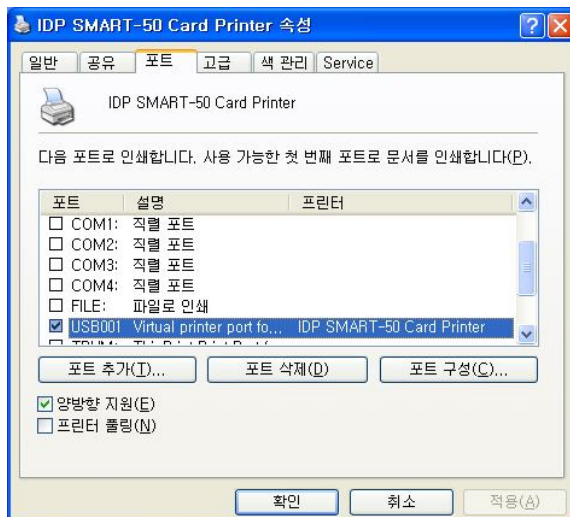 IDP SMART-50 Card Printer 속성
일반 공유 포트 고급 색 관리 Service
IDP SMART-50 Card Printer
다음 포트로 인쇄합니다. 사용 가능한 첫 번째 포트로 문서를 인쇄합니다(P).
포트 설명 프린터
COM1: 직렬 포트
COM2: 직렬 포트
COM3: 직렬 포트
COM4: 직렬 포트
FILE: 파일로 인쇄
USB001 Virtual printer port fo... IDP SMART-50 Card Printer
포트 추가(T)... 포트 삭제(D) 포트 구성(C)...
양방향 지원(E)
프린터 풀링(N)
확인 취소 적용(A)